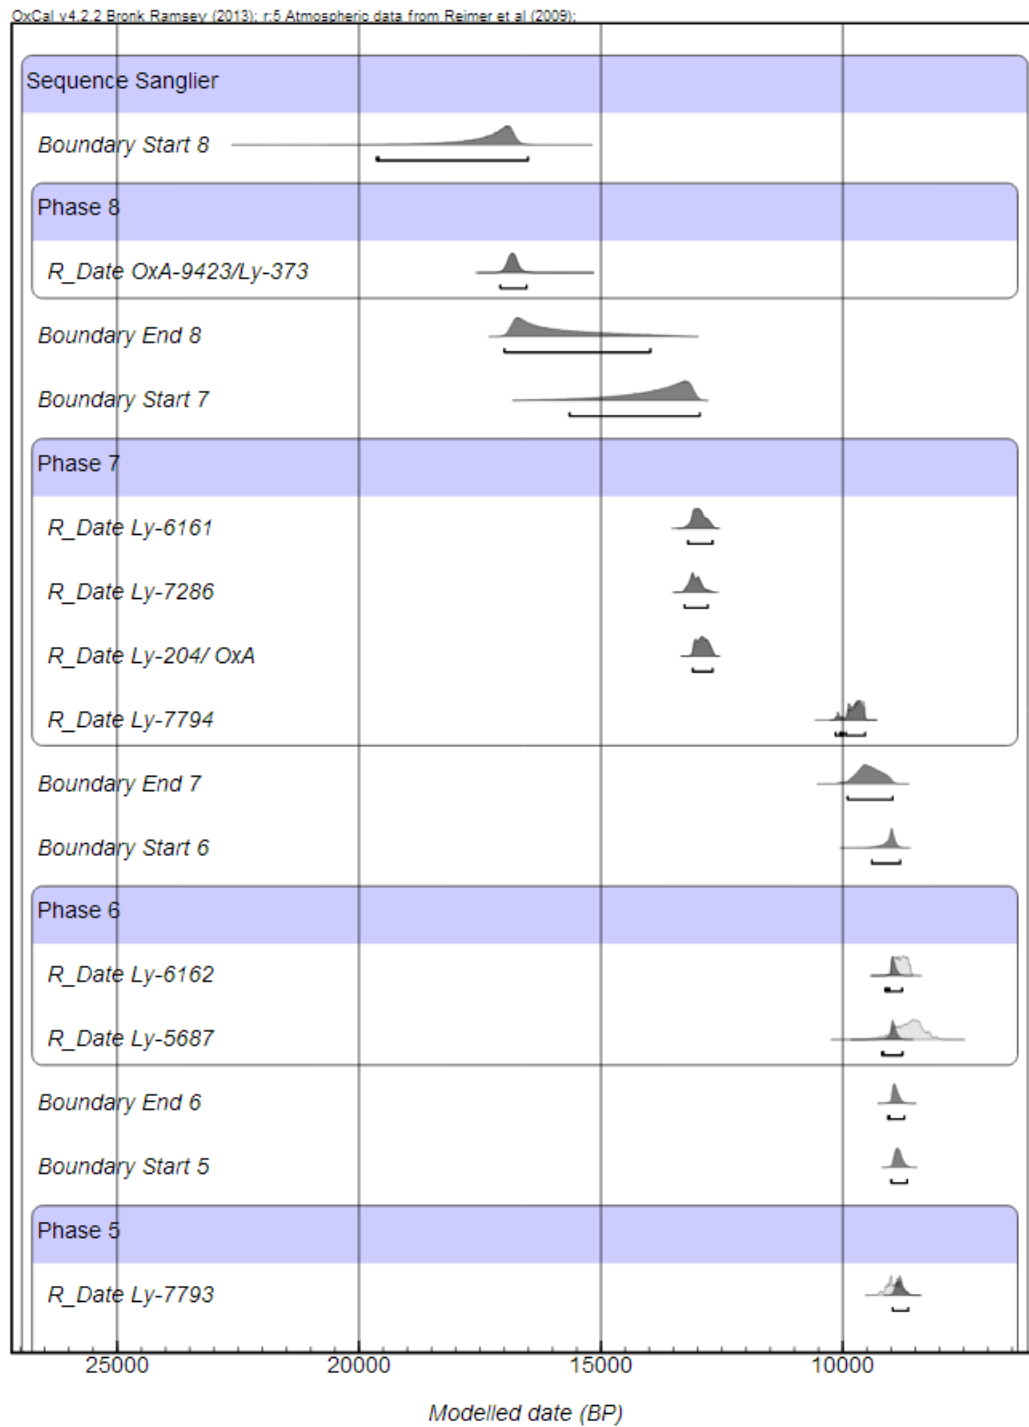 OxCal v4.2.2 Bronk Ramsey (2013); r:5 Atmospheric data from Reimer et al (2009);
Sequence Sanglier
Boundary Start 8
Phase 8
R_Date OxA-9423/Ly-373
Boundary End 8
Boundary Start 7
Phase 7
R_Date Ly-6161
R_Date Ly-7286
R_Date Ly-204/ OxA
R_Date Ly-7794
Boundary End 7
Boundary Start 6
Phase 6
R_Date Ly-6162
R_Date Ly-5687
Boundary End 6
Boundary Start 5
Phase 5
R_Date Ly-7793
25000 20000 15000 10000
Modelled date (BP)